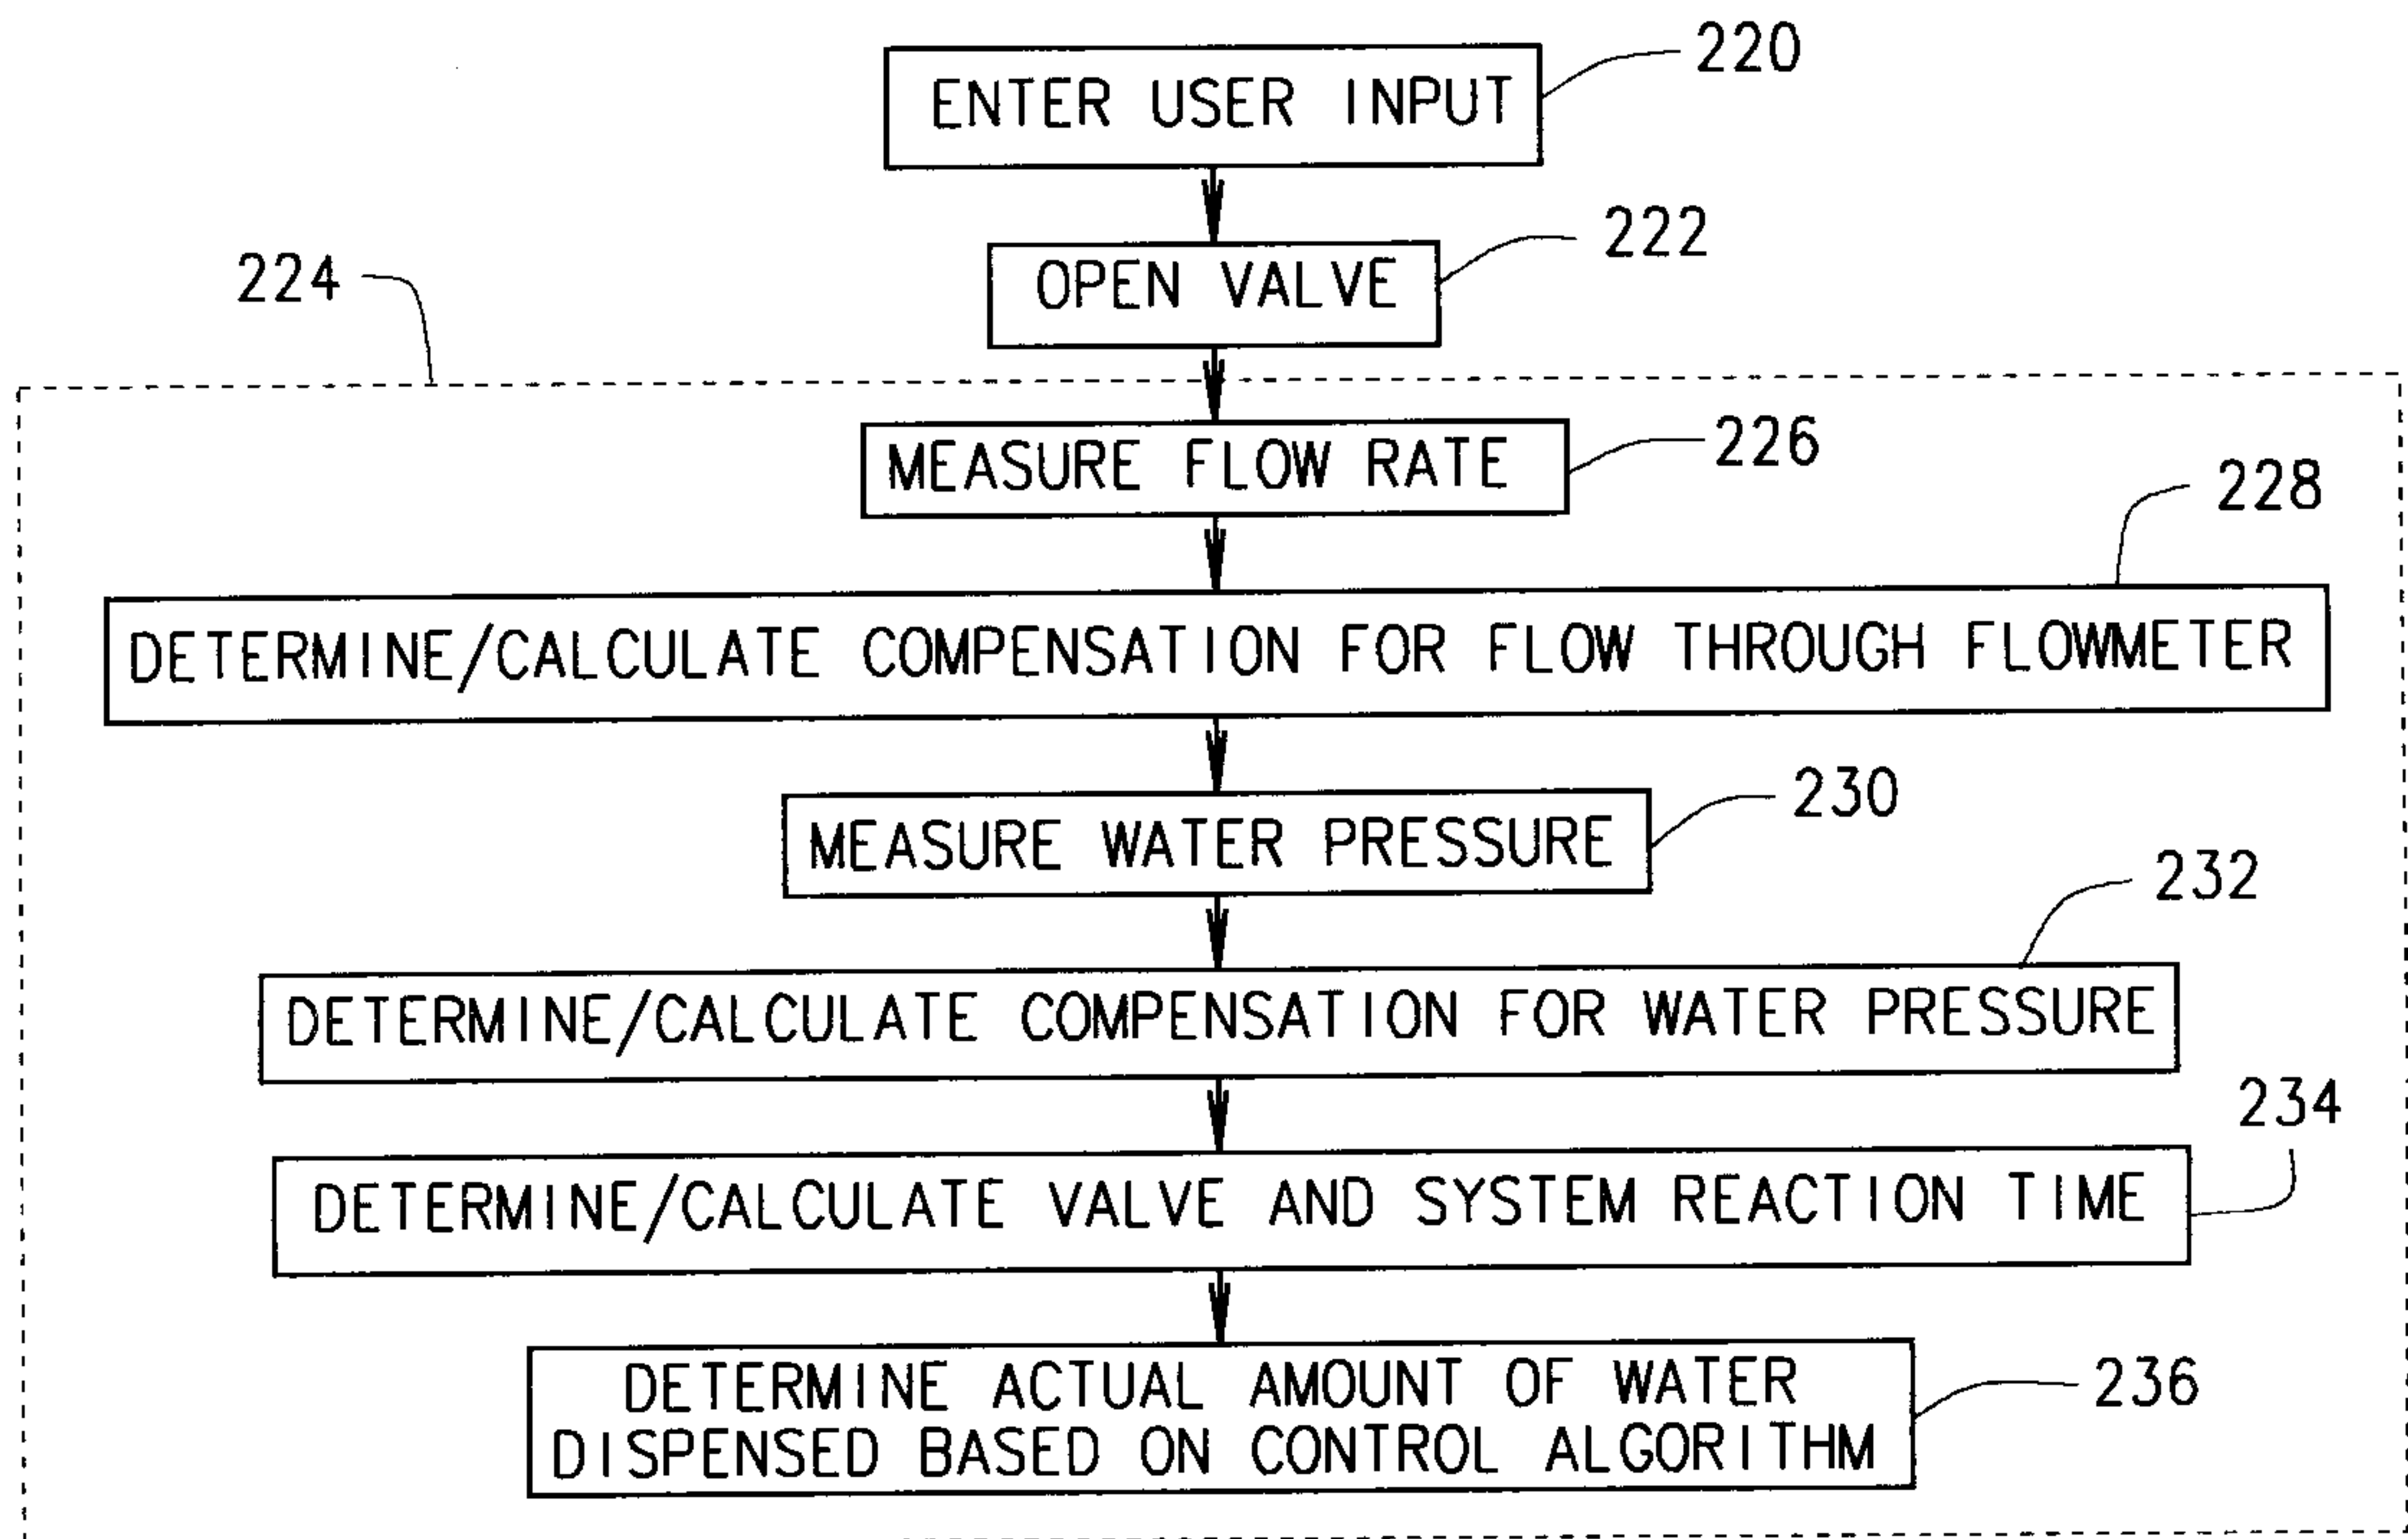 ENTER USER INPUT
220
OPEN VALVE
222
224
MEASURE FLOW RATE
226
228
DETERMINE/CALCULATE COMPENSATION FOR FLOW THROUGH FLOWMETER
MEASURE WATER PRESSURE
230
232
DETERMINE/CALCULATE COMPENSATION FOR WATER PRESSURE
234
DETERMINE/CALCULATE VALVE AND SYSTEM REACTION TIME
DETERMINE ACTUAL AMOUNT OF WATER
DISPENSED BASED ON CONTROL ALGORITHM
236